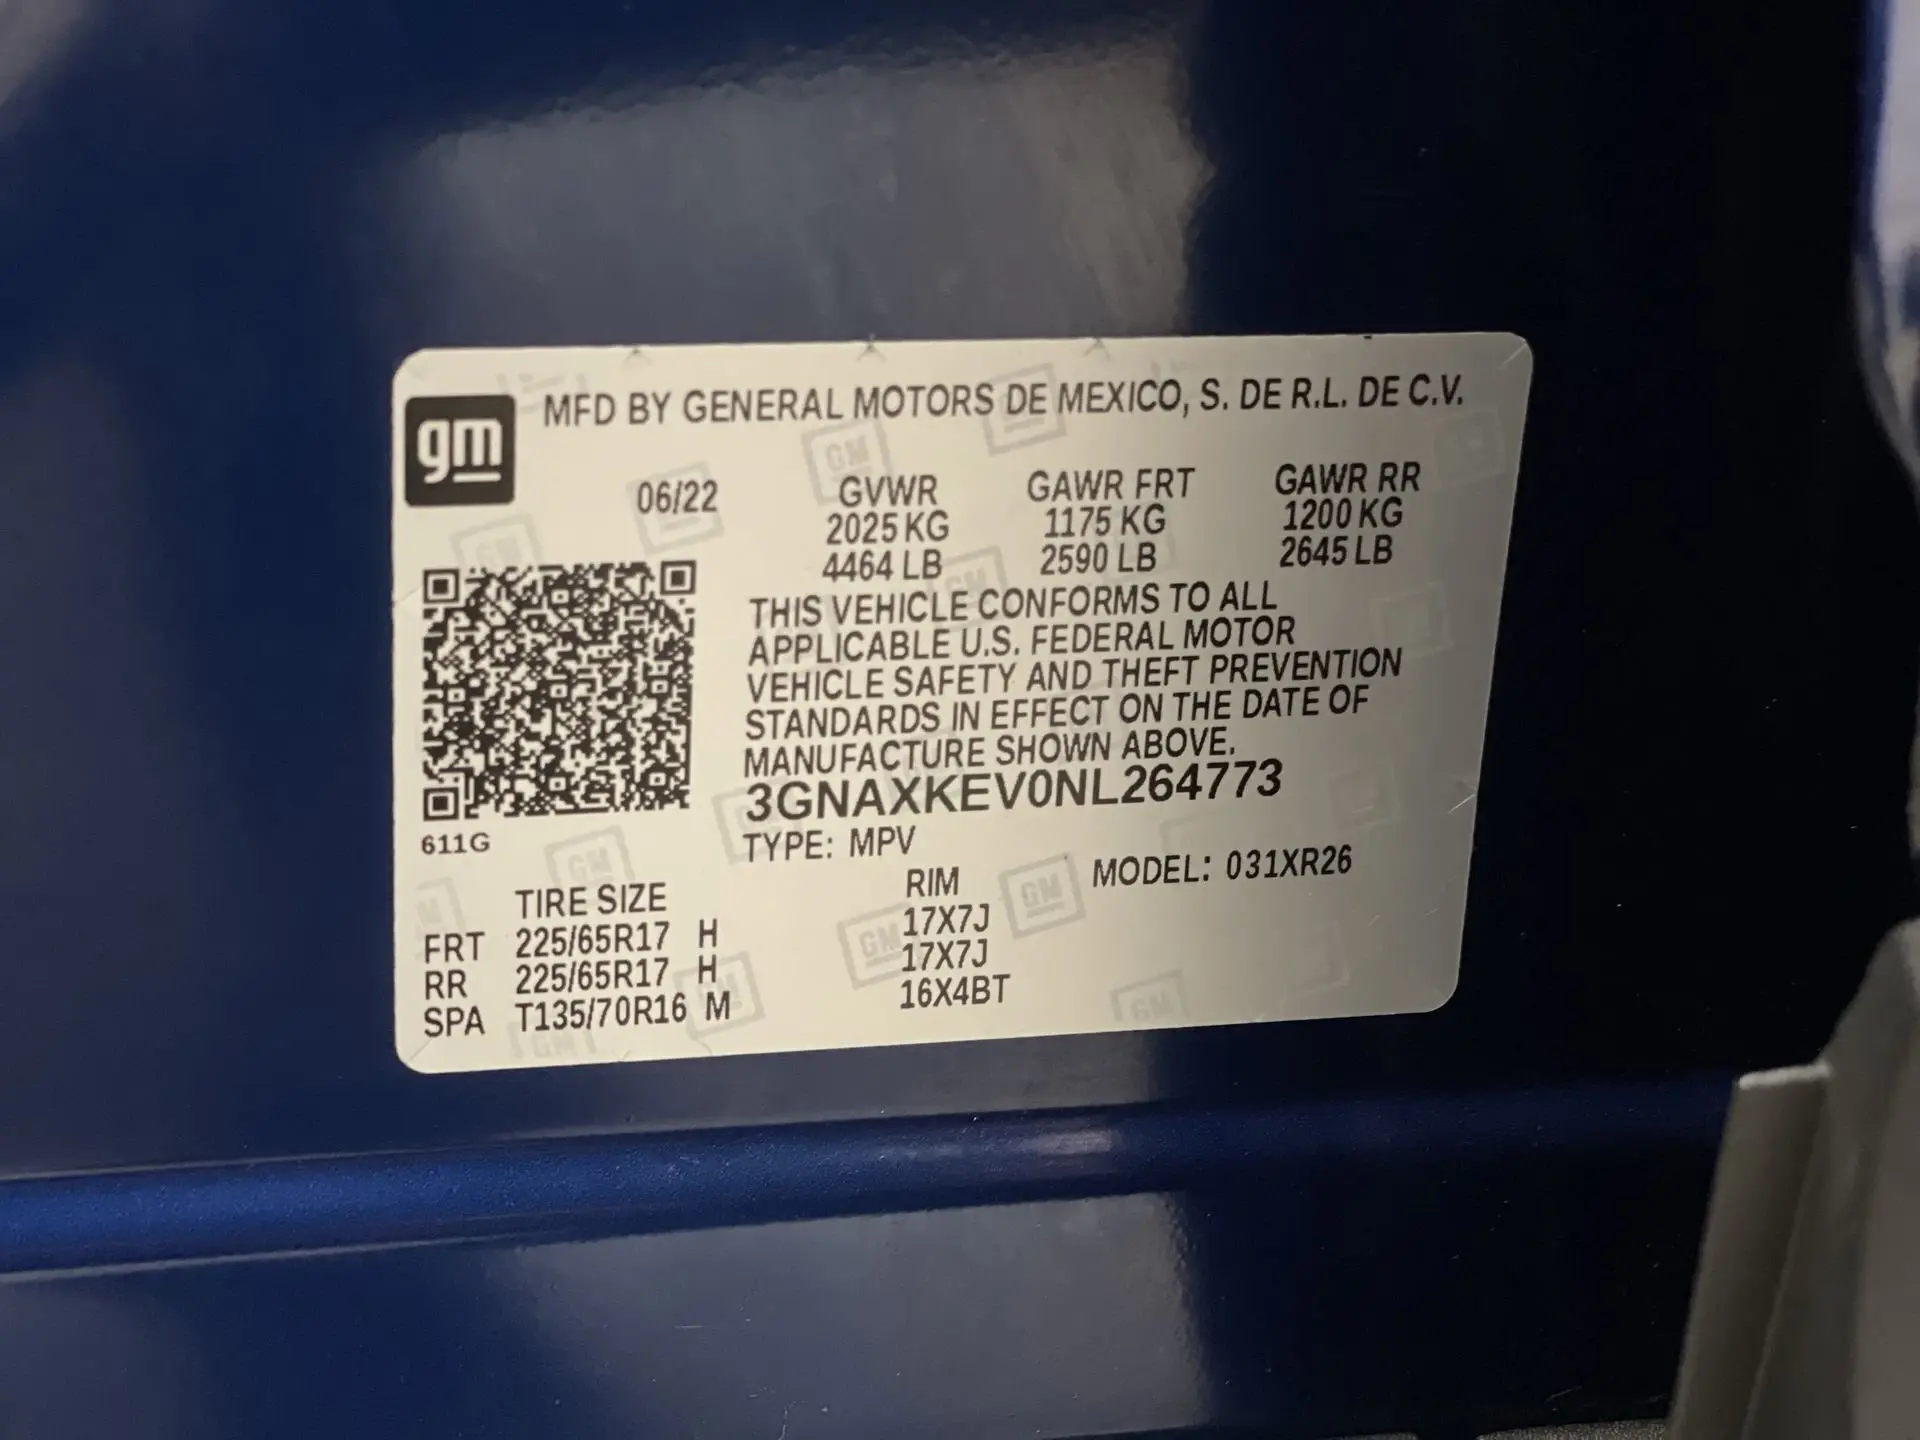 gm
MFD BY GENERAL MOTORS DE MEXICO, S. DE R.L. DE C.V.
06/22 GVWR GAWR FRT GAWR RR
2025 KG 1175 KG 1200 KG
4464 LB 2590 LB 2645 LB
THIS VEHICLE CONFORMS TO ALL
APPLICABLE U.S. FEDERAL MOTOR
VEHICLE SAFETY AND THEFT PREVENTION
STANDARDS IN EFFECT ON THE DATE OF
MANUFACTURE SHOWN ABOVE.
3GNAXKEV0NL264773
611G
TYPE: MPV MODEL: 031XR26
TIRE SIZE RIM
FRT 225/65R17 H 17X7J
RR 225/65R17 H 17X7J
SPA T135/70R16 M 16X4BT